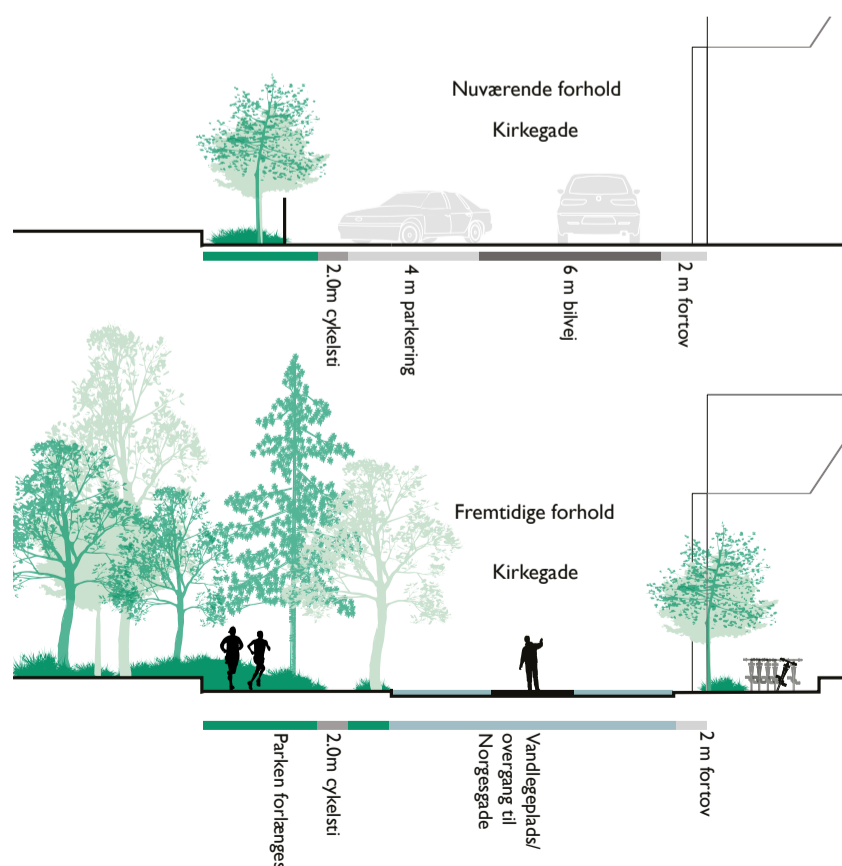 Nuværende forhold
Kirkegade
2.0m cykelsti
4 m parkering
6 m bilvej
2 m fortov
Fremtidige forhold
Kirkegade
Parken forlænges
2.0m cykelsti
Vandlegeplads/
overgang til
Norgesgade
2 m fortov